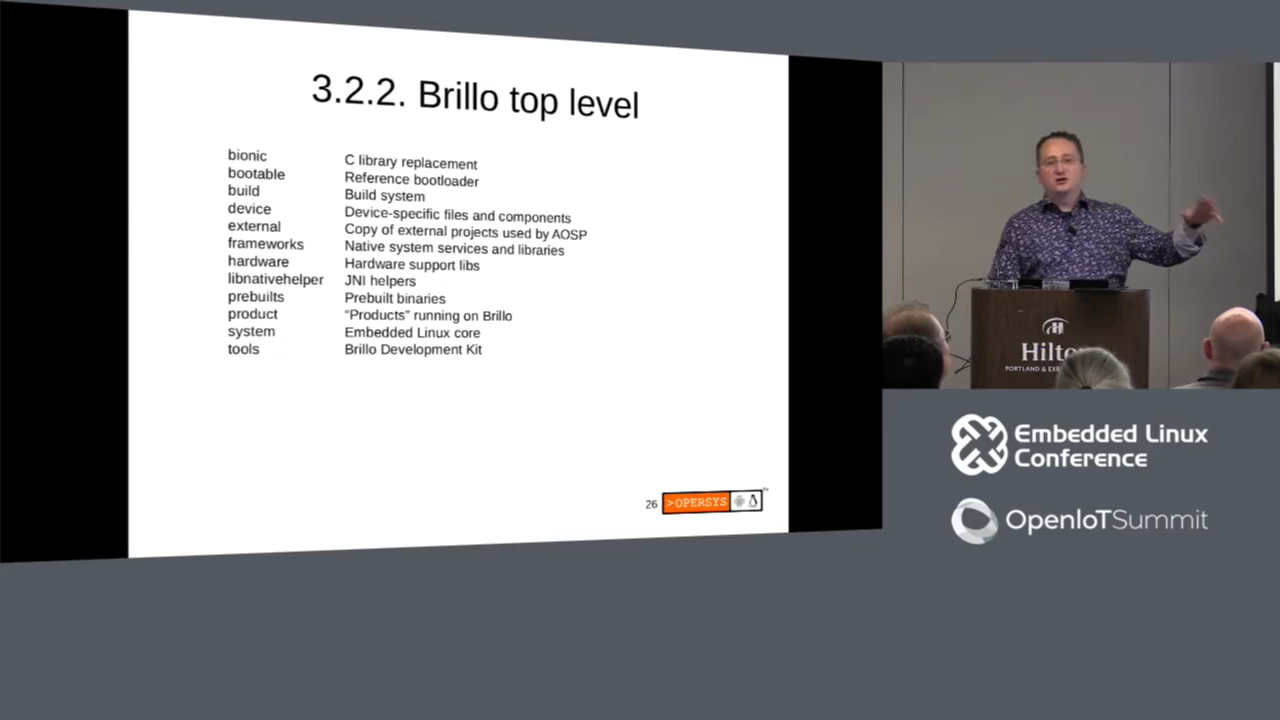 3.2.2. Brillo top level
bionic C library replacement
bootable Reference bootloader
build Build system
device Device-specific files and components
external Copy of external projects used by AOSP
frameworks Native system services and libraries
hardware Hardware support libs
libnativehelper JNI helpers
prebuilts Prebuilt binaries
product “Products” running on Brillo
system Embedded Linux core
tools Brillo Development Kit
26 >OPERSYS
Hilton
PORTLAND &
Embedded Linux
Conference
OpenIoTSummit